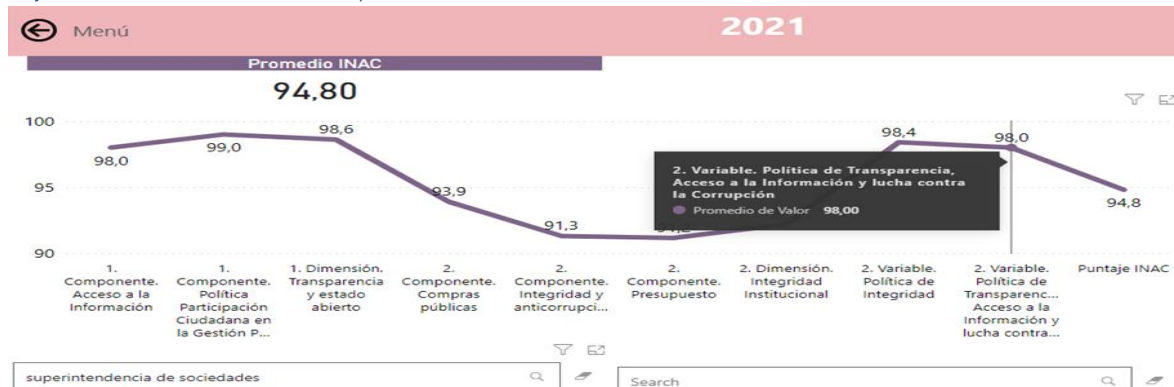 Menú
2021
Promedio INAC
94,80
100
95
90
98,0
99,0
98,6
93,9
91,3
98,4
98,0
94,8
2. Variable. Política de Transparencia,
Acceso a la Información y lucha contra
la Corrupción
Promedio de Valor 98,00
1.
Componente.
Acceso a la
Información
1.
Componente.
Política
Participación
Ciudadana en
la Gestión P...
1. Dimensión.
Transparencia
y estado
abierto
2.
Componente.
Compras
públicas
2.
Componente.
Integridad y
anticorrupci...
2.
Componente.
Presupuesto
2. Dimensión.
Integridad
Institucional
2. Variable.
Política de
Integridad
2. Variable.
Política de
Transparenc...
Acceso a la
Información y
lucha contra...
Puntaje INAC
superintendencia de sociedades
Search